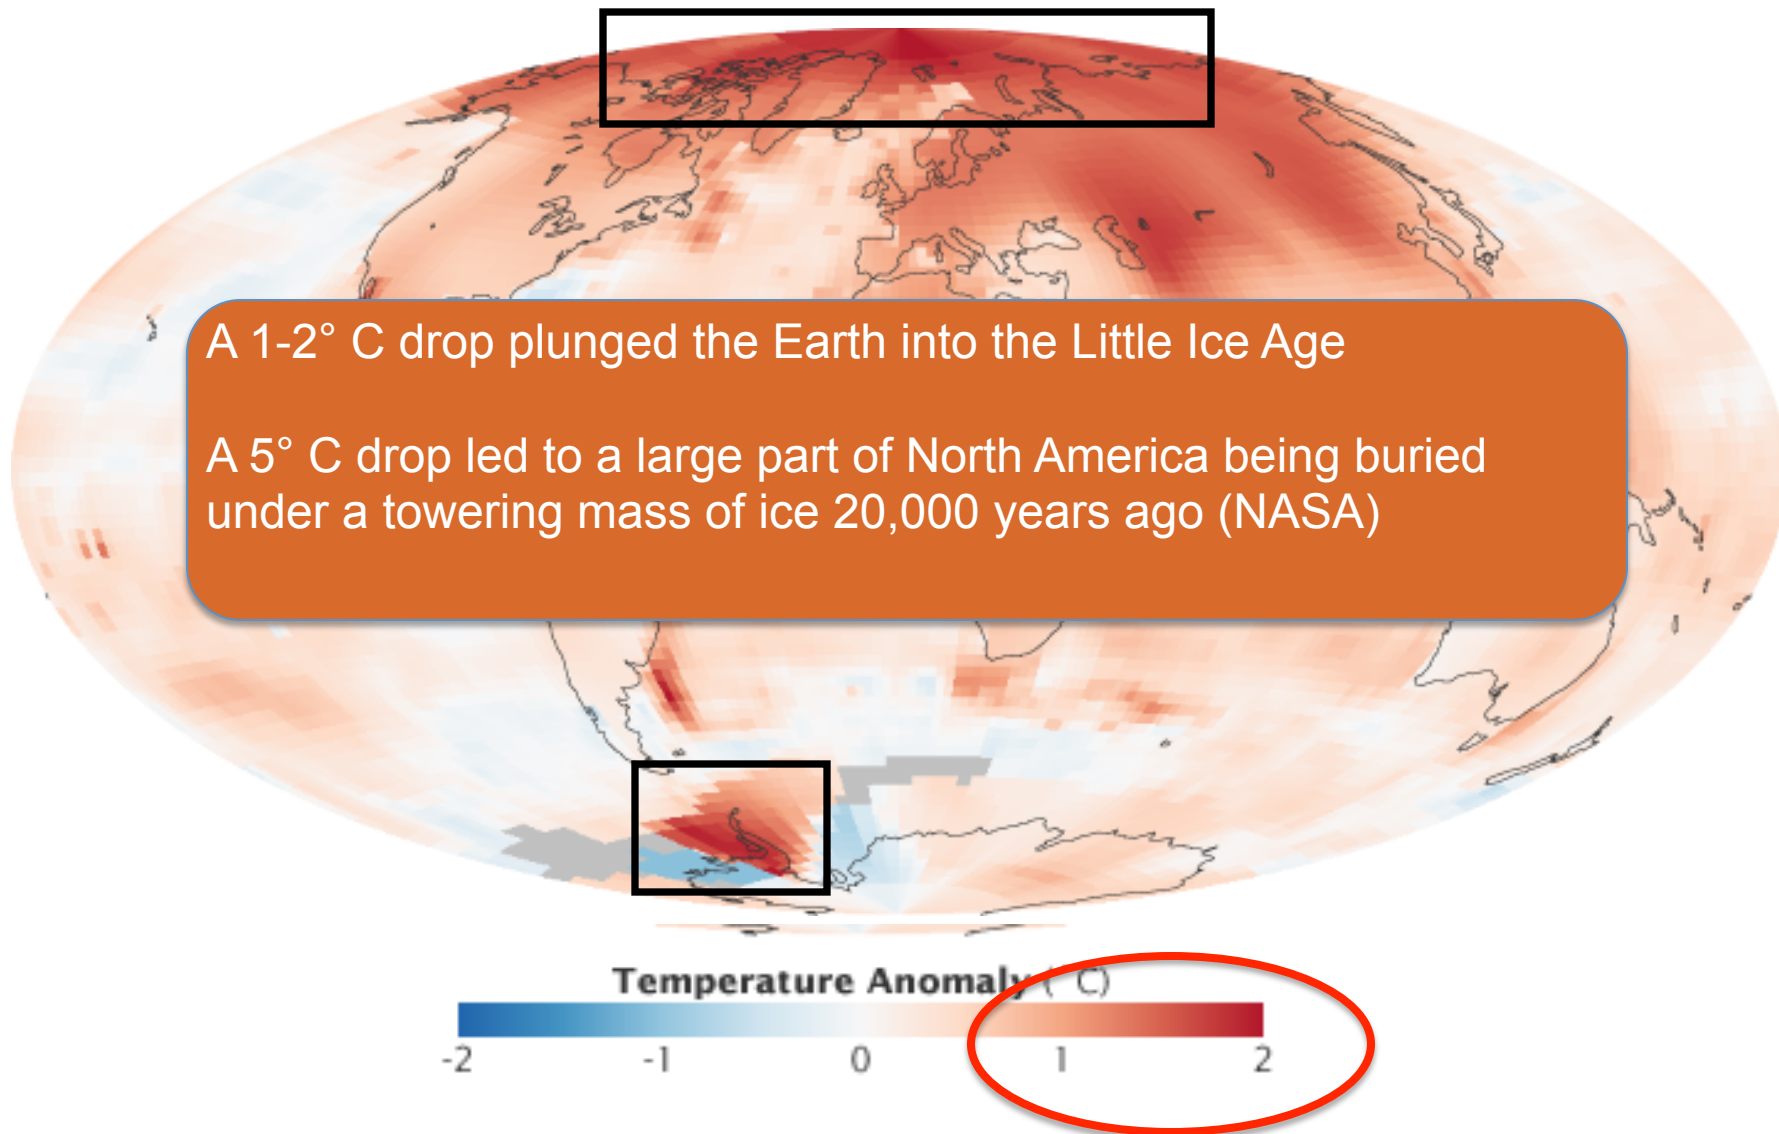 A 1-2° C drop plunged the Earth into the Little Ice Age
A 5° C drop led to a large part of North America being buried
under a towering mass of ice 20,000 years ago (NASA)
Temperature Anomaly (°C)
-2 -1 0 1 2